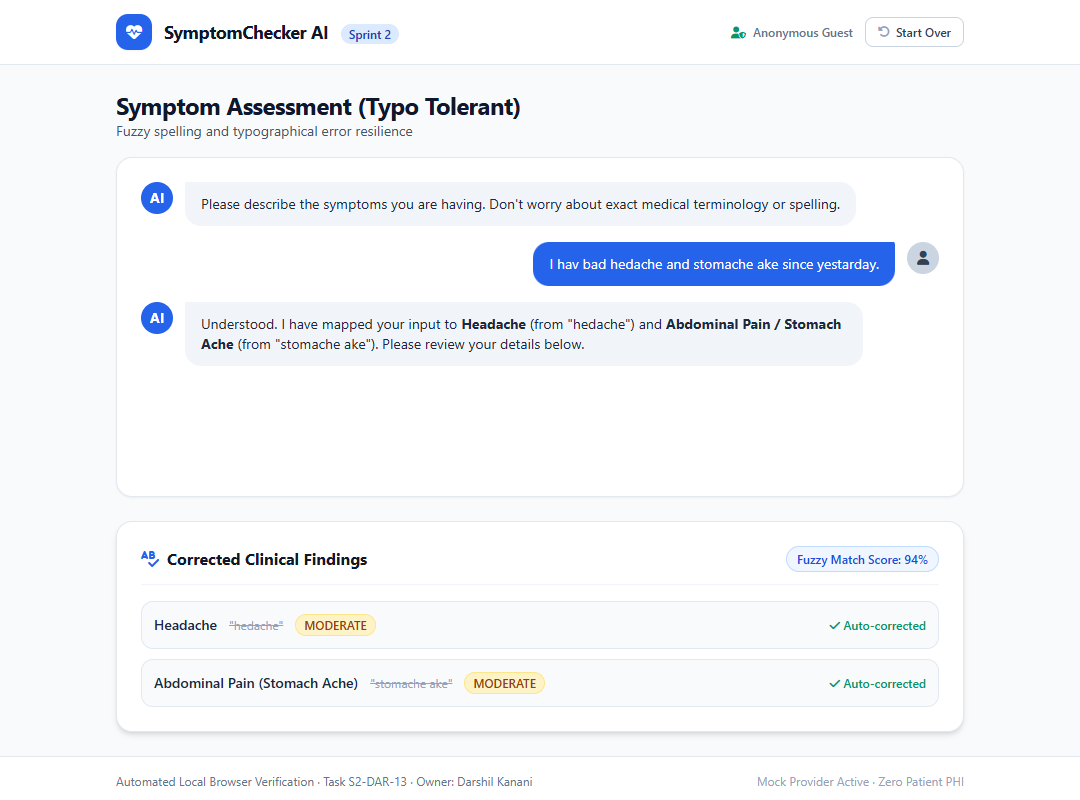 SymptomChecker AI Sprint 2 Anonymous Guest Start Over
Symptom Assessment (Typo Tolerant)
Fuzzy spelling and typographical error resilience
AI Please describe the symptoms you are having. Don't worry about exact medical terminology or spelling.
I hav bad hedache and stomache ake since yestarday.
AI Understood. I have mapped your input to Headache (from "hedache") and Abdominal Pain / Stomach
Ache (from "stomache ake"). Please review your details below.
AB Corrected Clinical Findings Fuzzy Match Score: 94%
Headache "hedache" MODERATE Auto-corrected
Abdominal Pain (Stomach Ache) "stomache ake" MODERATE Auto-corrected
Automated Local Browser Verification · Task S2-DAR-13 · Owner: Darshil Kanani Mock Provider Active · Zero Patient PHI